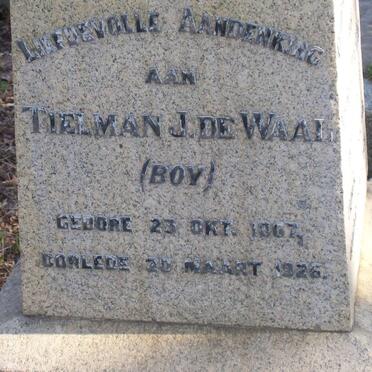 LIEFDEVOLLE AANDENKING
AAN
TIELMAN J. DE WAAL
(BOY)
GEBORE 23 OKT. 1867,
OORLEDE 20 MAART 1926.